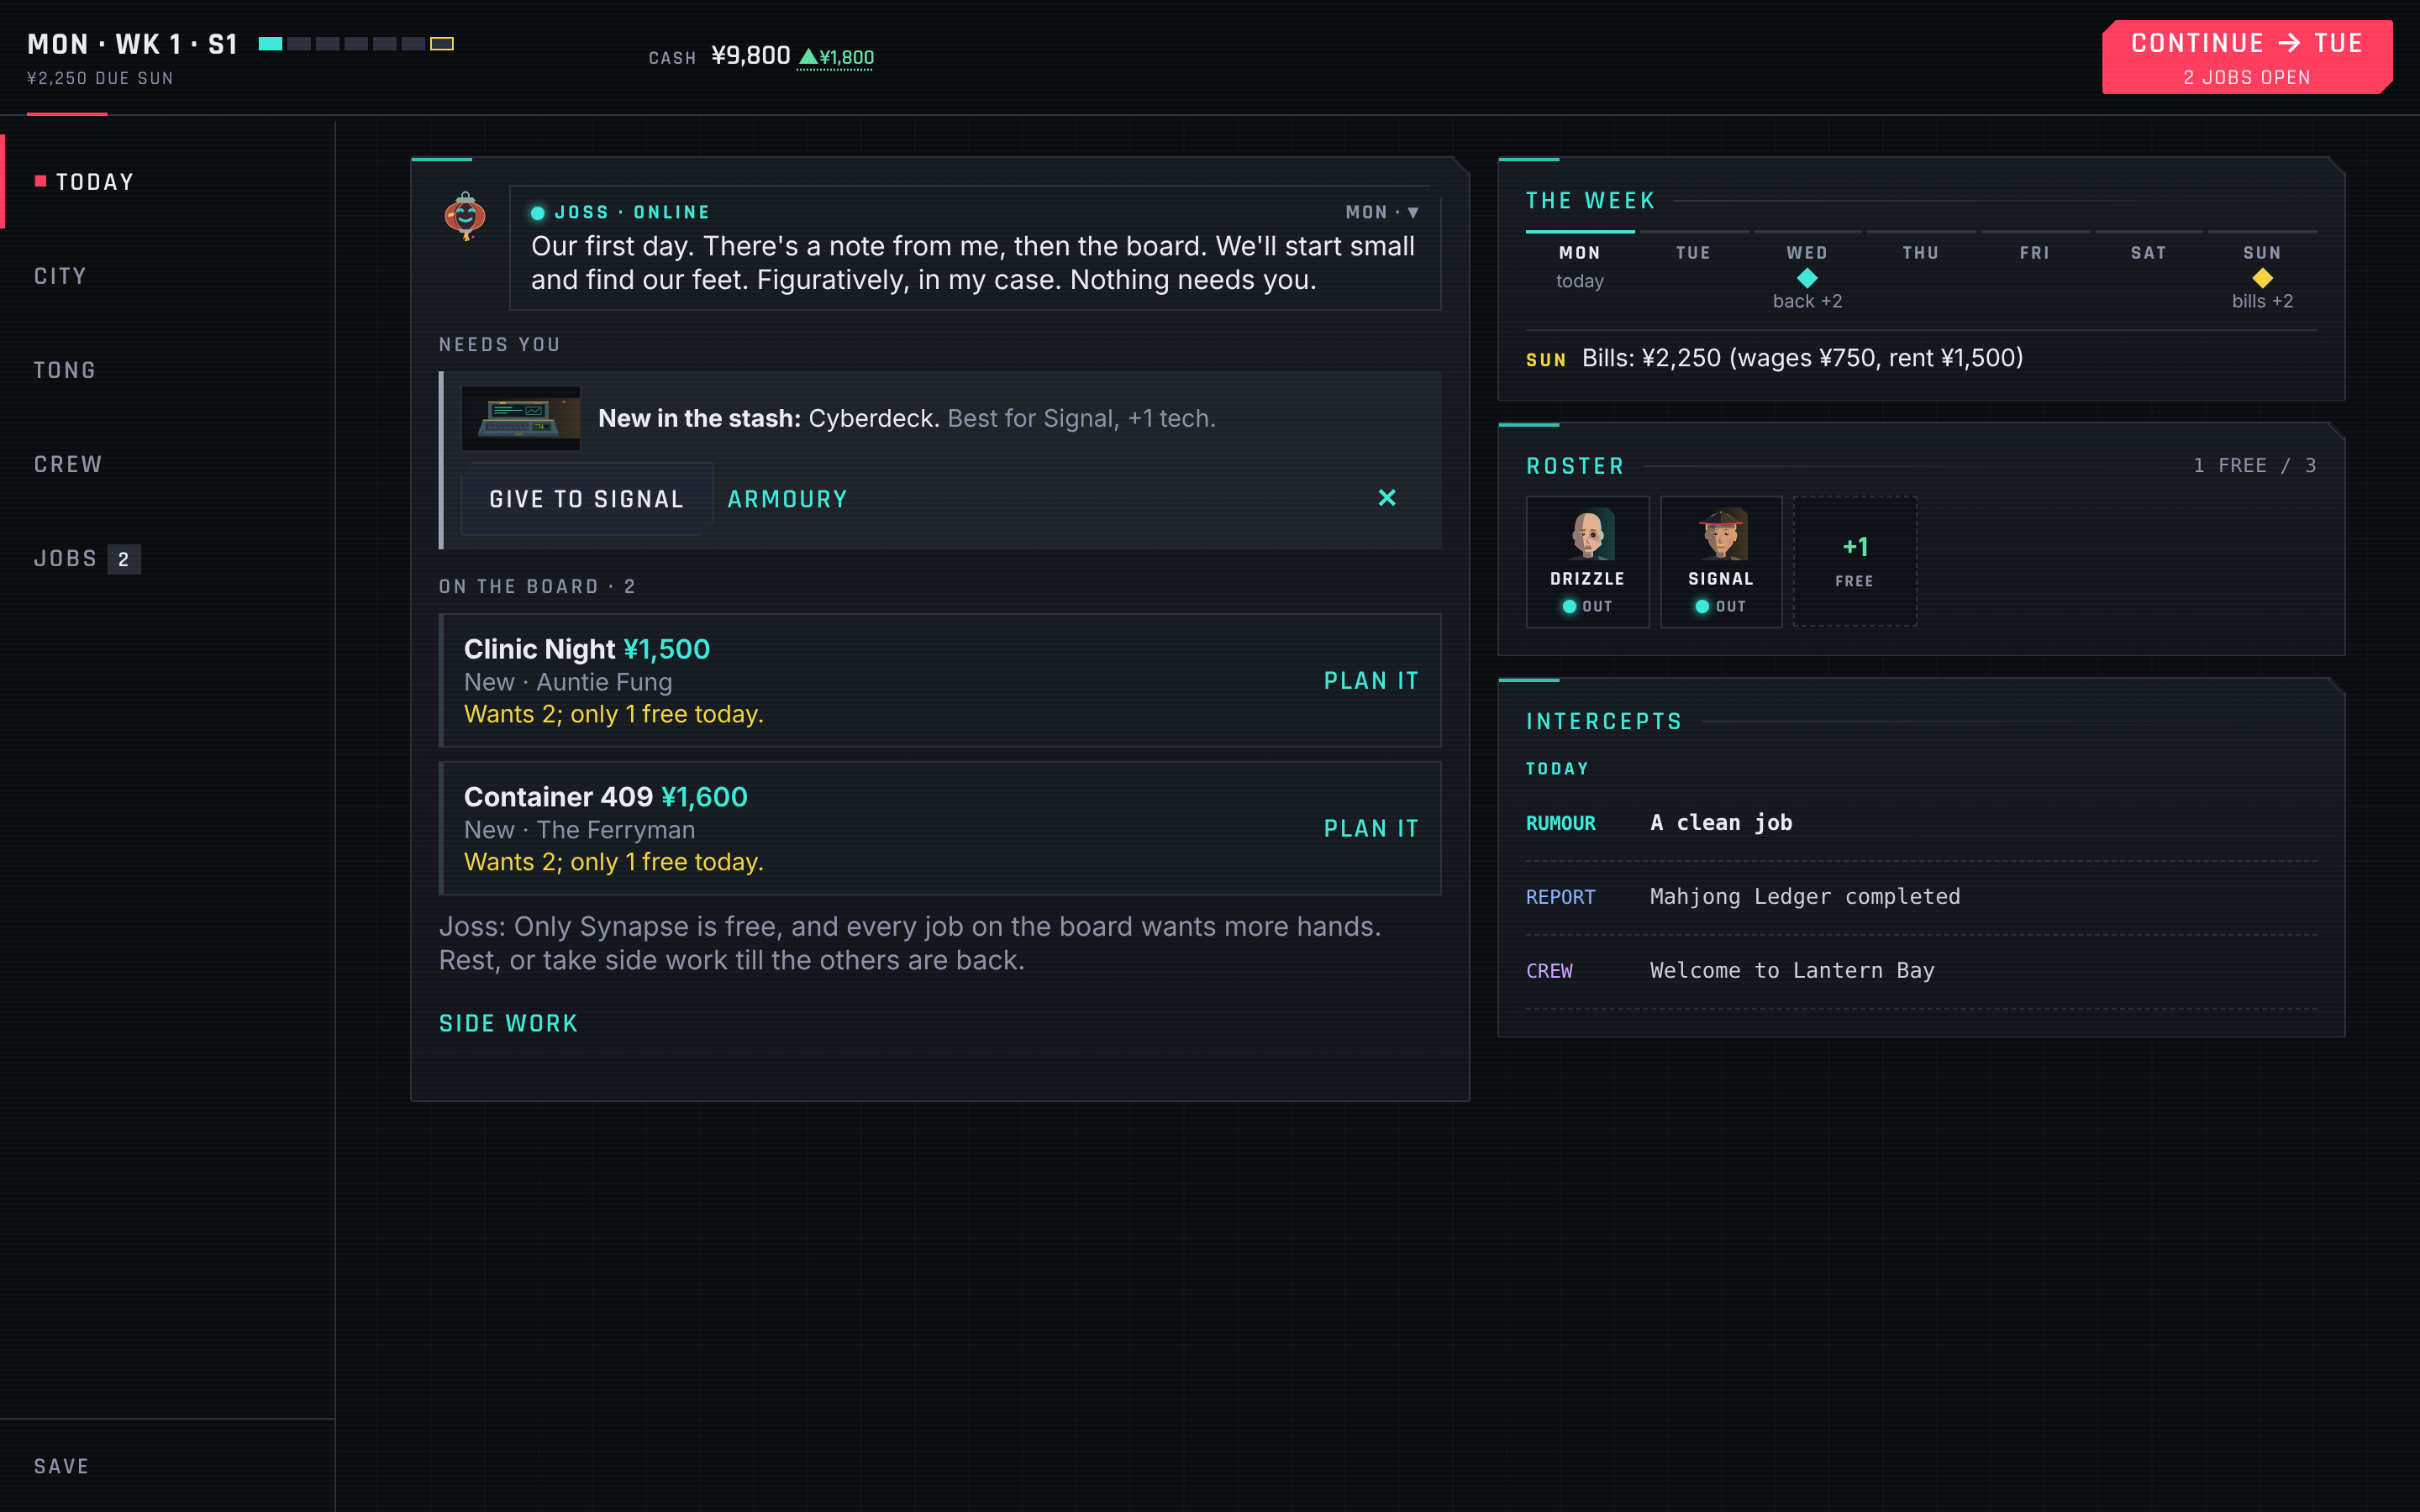 MON · WK 1 · S1
¥2,250 DUE SUN
CASH ¥9,800 ▲¥1,800
CONTINUE → TUE
2 JOBS OPEN
TODAY
CITY
TONG
CREW
JOBS 2
SAVE
JOSS · ONLINE MON · ▼
Our first day. There's a note from me, then the board. We'll start small
and find our feet. Figuratively, in my case. Nothing needs you.
NEEDS YOU
New in the stash: Cyberdeck. Best for Signal, +1 tech.
GIVE TO SIGNAL ARMOURY ✕
ON THE BOARD · 2
Clinic Night ¥1,500
New · Auntie Fung
Wants 2; only 1 free today.
PLAN IT
Container 409 ¥1,600
New · The Ferryman
Wants 2; only 1 free today.
PLAN IT
Joss: Only Synapse is free, and every job on the board wants more hands.
Rest, or take side work till the others are back.
SIDE WORK
THE WEEK
MON TUE WED THU FRI SAT SUN
today
back +2
bills +2
SUN Bills: ¥2,250 (wages ¥750, rent ¥1,500)
ROSTER 1 FREE / 3
DRIZZLE SIGNAL +1
OUT OUT FREE
INTERCEPTS
TODAY
RUMOUR A clean job
REPORT Mahjong Ledger completed
CREW Welcome to Lantern Bay